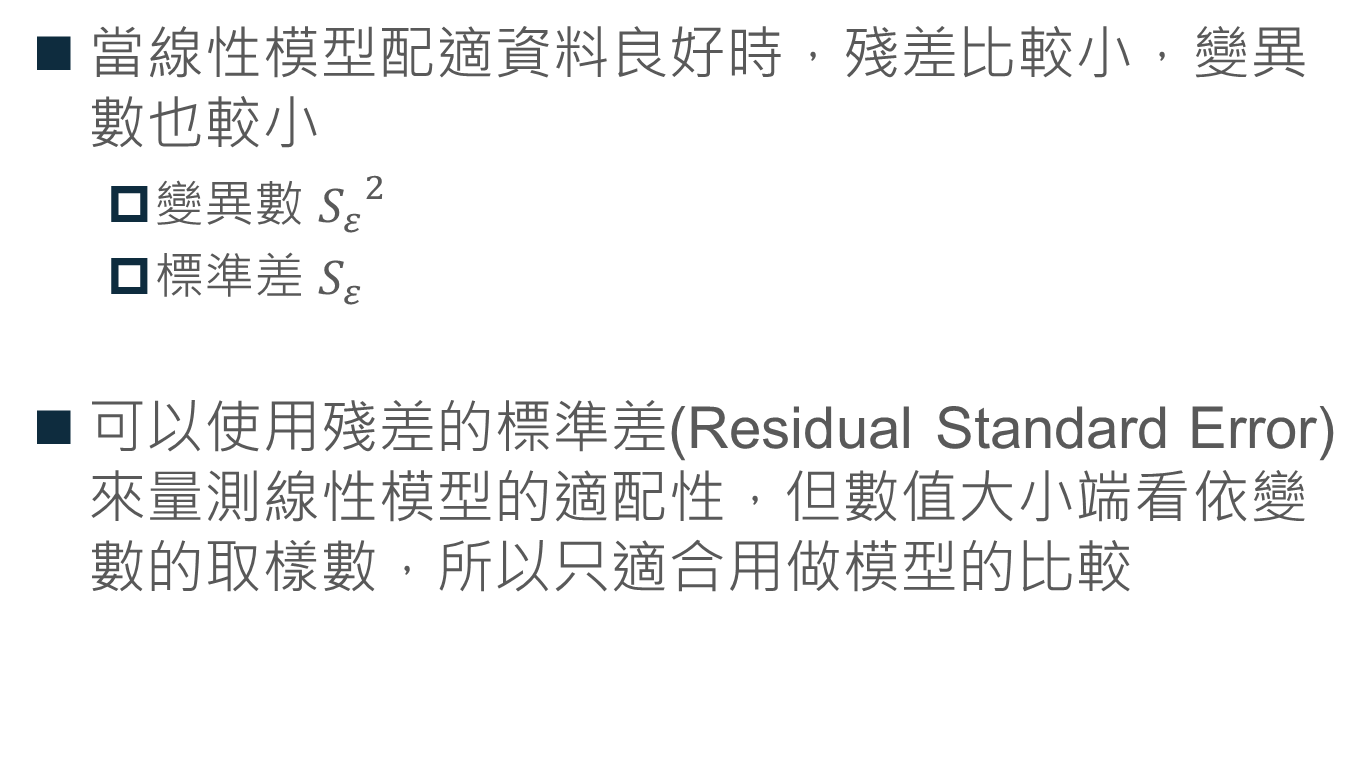 ■ 當線性模型配適資料良好時，殘差比較小，變異
數也較小
變異數 𝑆𝜀²
標準差 𝑆𝜀
■ 可以使用殘差的標準差(Residual Standard Error)
來量測線性模型的適配性，但數值大小端看依變
數的取樣數，所以只適合用做模型的比較